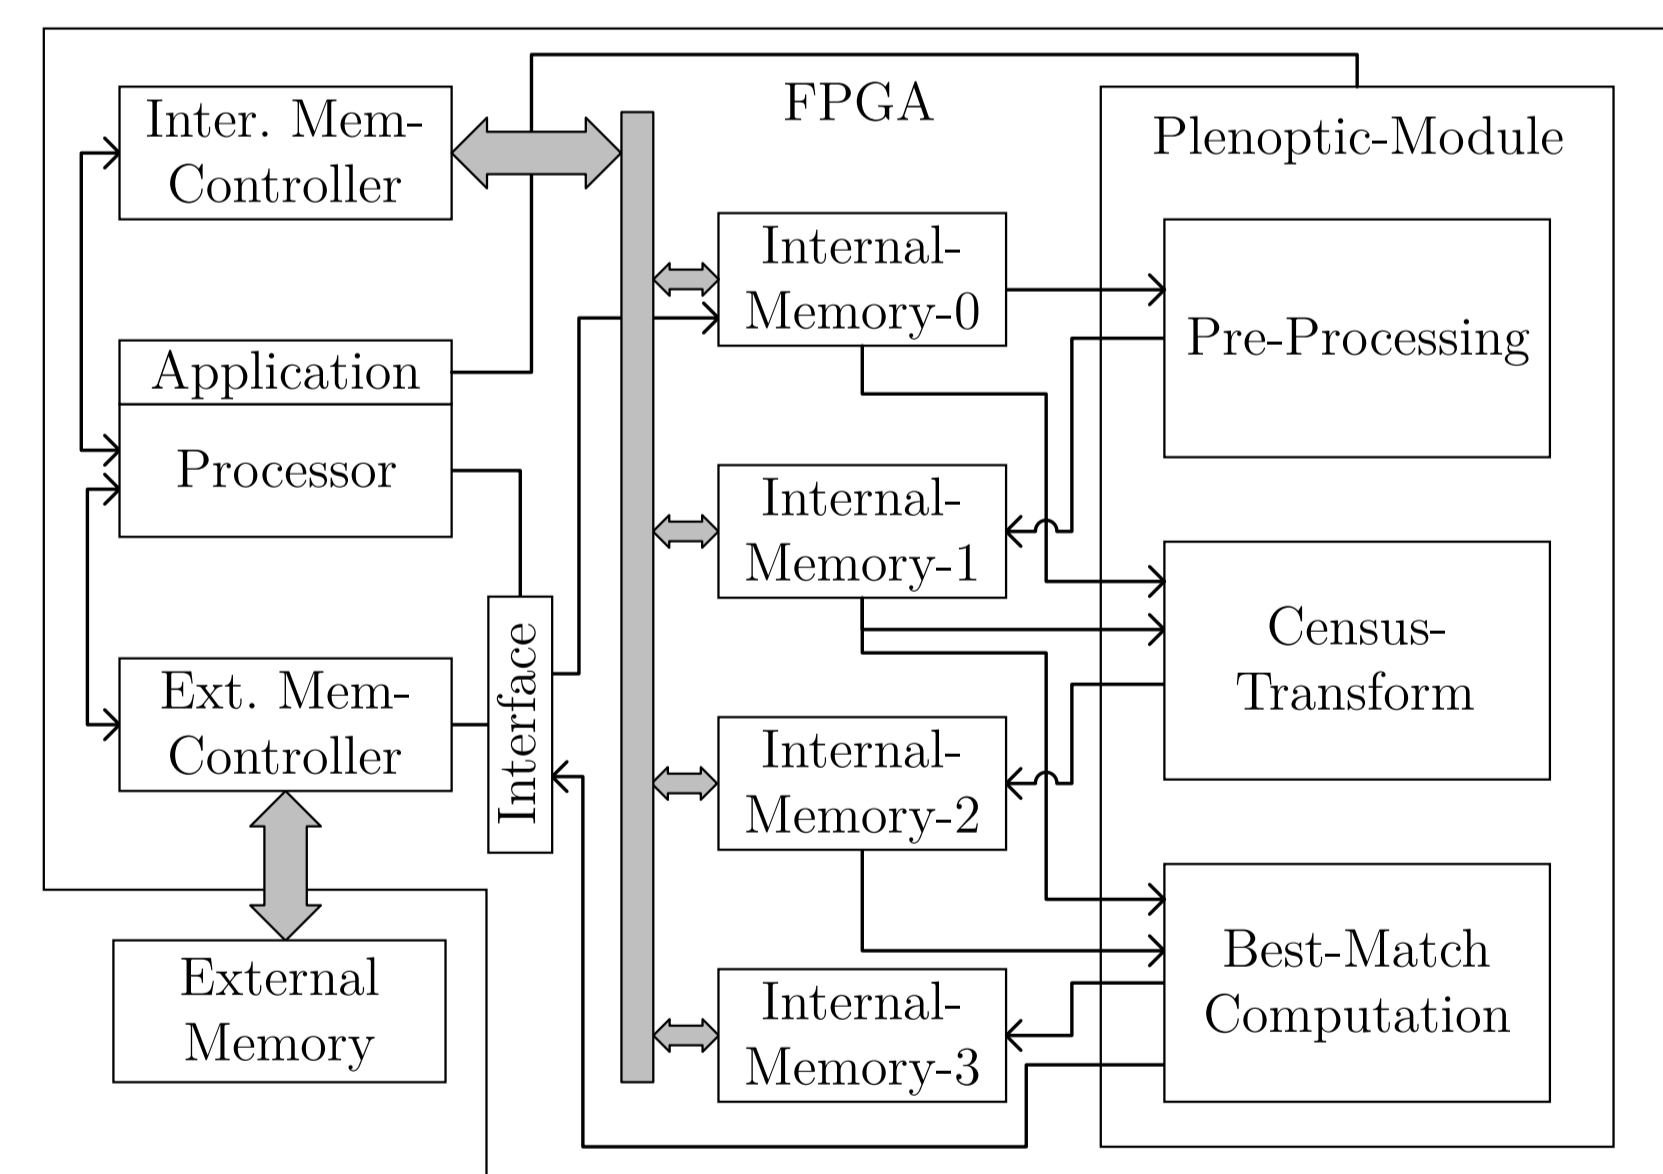 FPGA
Inter. Mem-
Controller
Application
Processor
Ext. Mem-
Controller
Interface
External
Memory
Internal-
Memory-0
Internal-
Memory-1
Internal-
Memory-2
Internal-
Memory-3
Plenoptic-Module
Pre-Processing
Census-
Transform
Best-Match
Computation